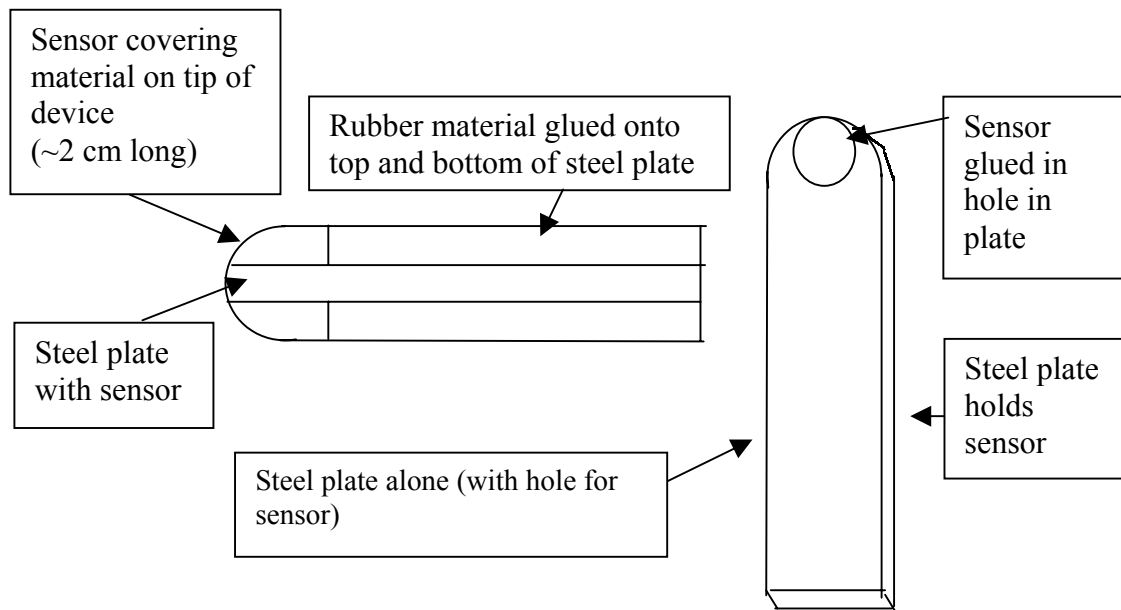 Sensor covering
material on tip of
device
(~2 cm long)
Rubber material glued onto
top and bottom of steel plate
Sensor
glued in
hole in
plate
Steel plate
with sensor
Steel plate
holds
sensor
Steel plate alone (with hole for
sensor)